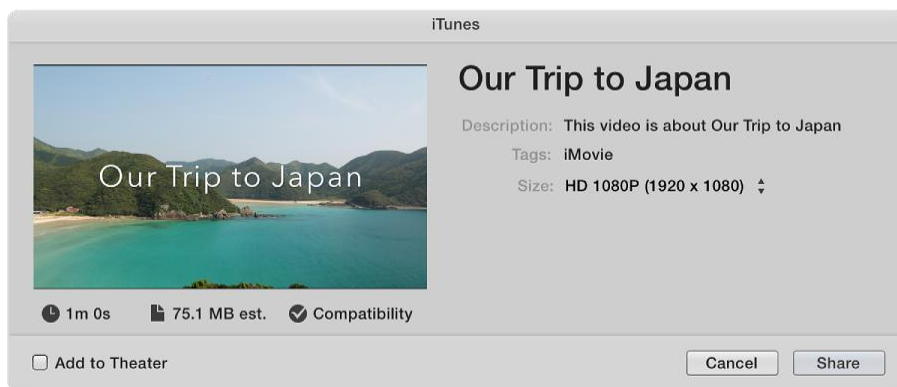 iTunes
Our Trip to Japan
Our Trip to Japan
Description: This video is about Our Trip to Japan
Tags: iMovie
Size: HD 1080P (1920 x 1080)
1m 0s 75.1 MB est. Compatibility
Add to Theater Cancel Share